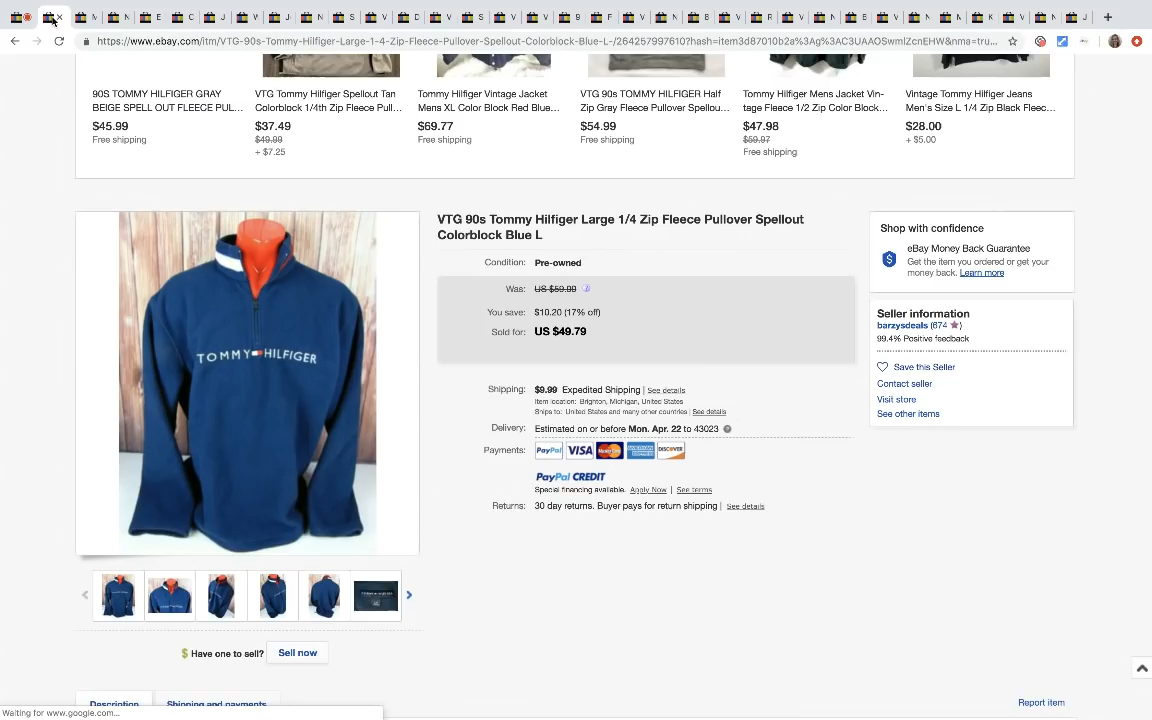 M
N
E
C
J
W
J
N
S
V
D
V
S
V
V
9
F
V
N
B
V
R
V
N
B
V
N
M
K
V
N
J
https://www.ebay.com/itm/VTG-90s-Tommy-Hilfiger-Large-1-4-Zip-Fleece-Pullover-Spellout-Colorblock-Blue-L-/264257997610?hash=item3d87010b2a%3Ag%3AC3UAAOSwmlZcnEHW&nma=tru...
90S TOMMY HILFIGER GRAY
BEIGE SPELL OUT FLEECE PUL...
$45.99
Free shipping
VTG Tommy Hilfiger Spellout Tan
Colorblock 1/4th Zip Fleece Pull...
$37.49
$49.99
+ $7.25
Tommy Hilfiger Vintage Jacket
Mens XL Color Block Red Blue...
$69.77
Free shipping
VTG 90s TOMMY HILFIGER Half
Zip Gray Fleece Pullover Spellou...
$54.99
Free shipping
Tommy Hilfiger Mens Jacket Vin-
tage Fleece 1/2 Zip Color Block...
$47.98
$59.97
Free shipping
Vintage Tommy Hilfiger Jeans
Men's Size L 1/4 Zip Black Fleec...
$28.00
+ $5.00
TOMMY HILFIGER
VTG 90s Tommy Hilfiger Large 1/4 Zip Fleece Pullover Spellout
Colorblock Blue L
Condition: Pre-owned
Was: US $59.99
You save: $10.20 (17% off)
Sold for: US $49.79
Shipping: $9.99 Expedited Shipping | See details
Item location: Brighton, Michigan, United States
Ships to: United States and many other countries | See details
Delivery: Estimated on or before Mon. Apr. 22 to 43023
Payments: PayPal VISA MasterCard AMERICAN EXPRESS DISCOVER
PayPal CREDIT
Special financing available. Apply Now | See terms
Returns: 30 day returns. Buyer pays for return shipping | See details
Shop with confidence
eBay Money Back Guarantee
Get the item you ordered or get your
money back. Learn more
Seller information
barzysdeals (674)
99.4% Positive feedback
Save this Seller
Contact seller
Visit store
See other items
Have one to sell? Sell now
Description
Shipping and payments
Report item
Waiting for www.google.com...